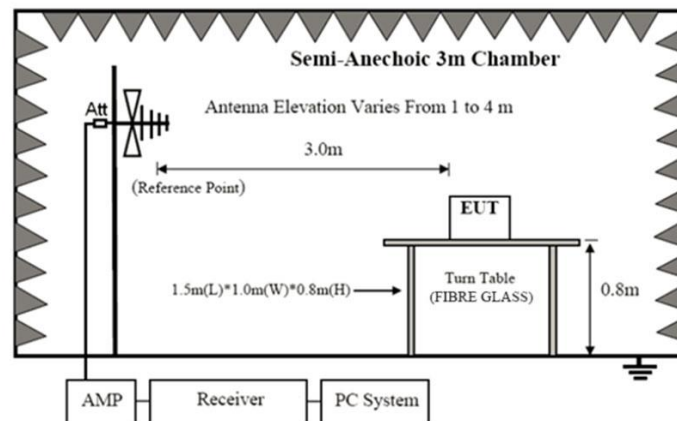 Semi-Anechoic 3m Chamber
Att
Antenna Elevation Varies From 1 to 4 m
3.0m
(Reference Point)
EUT
1.5m(L)*1.0m(W)*0.8m(H)
Turn Table
(FIBRE GLASS)
0.8m
AMP
Receiver
PC System